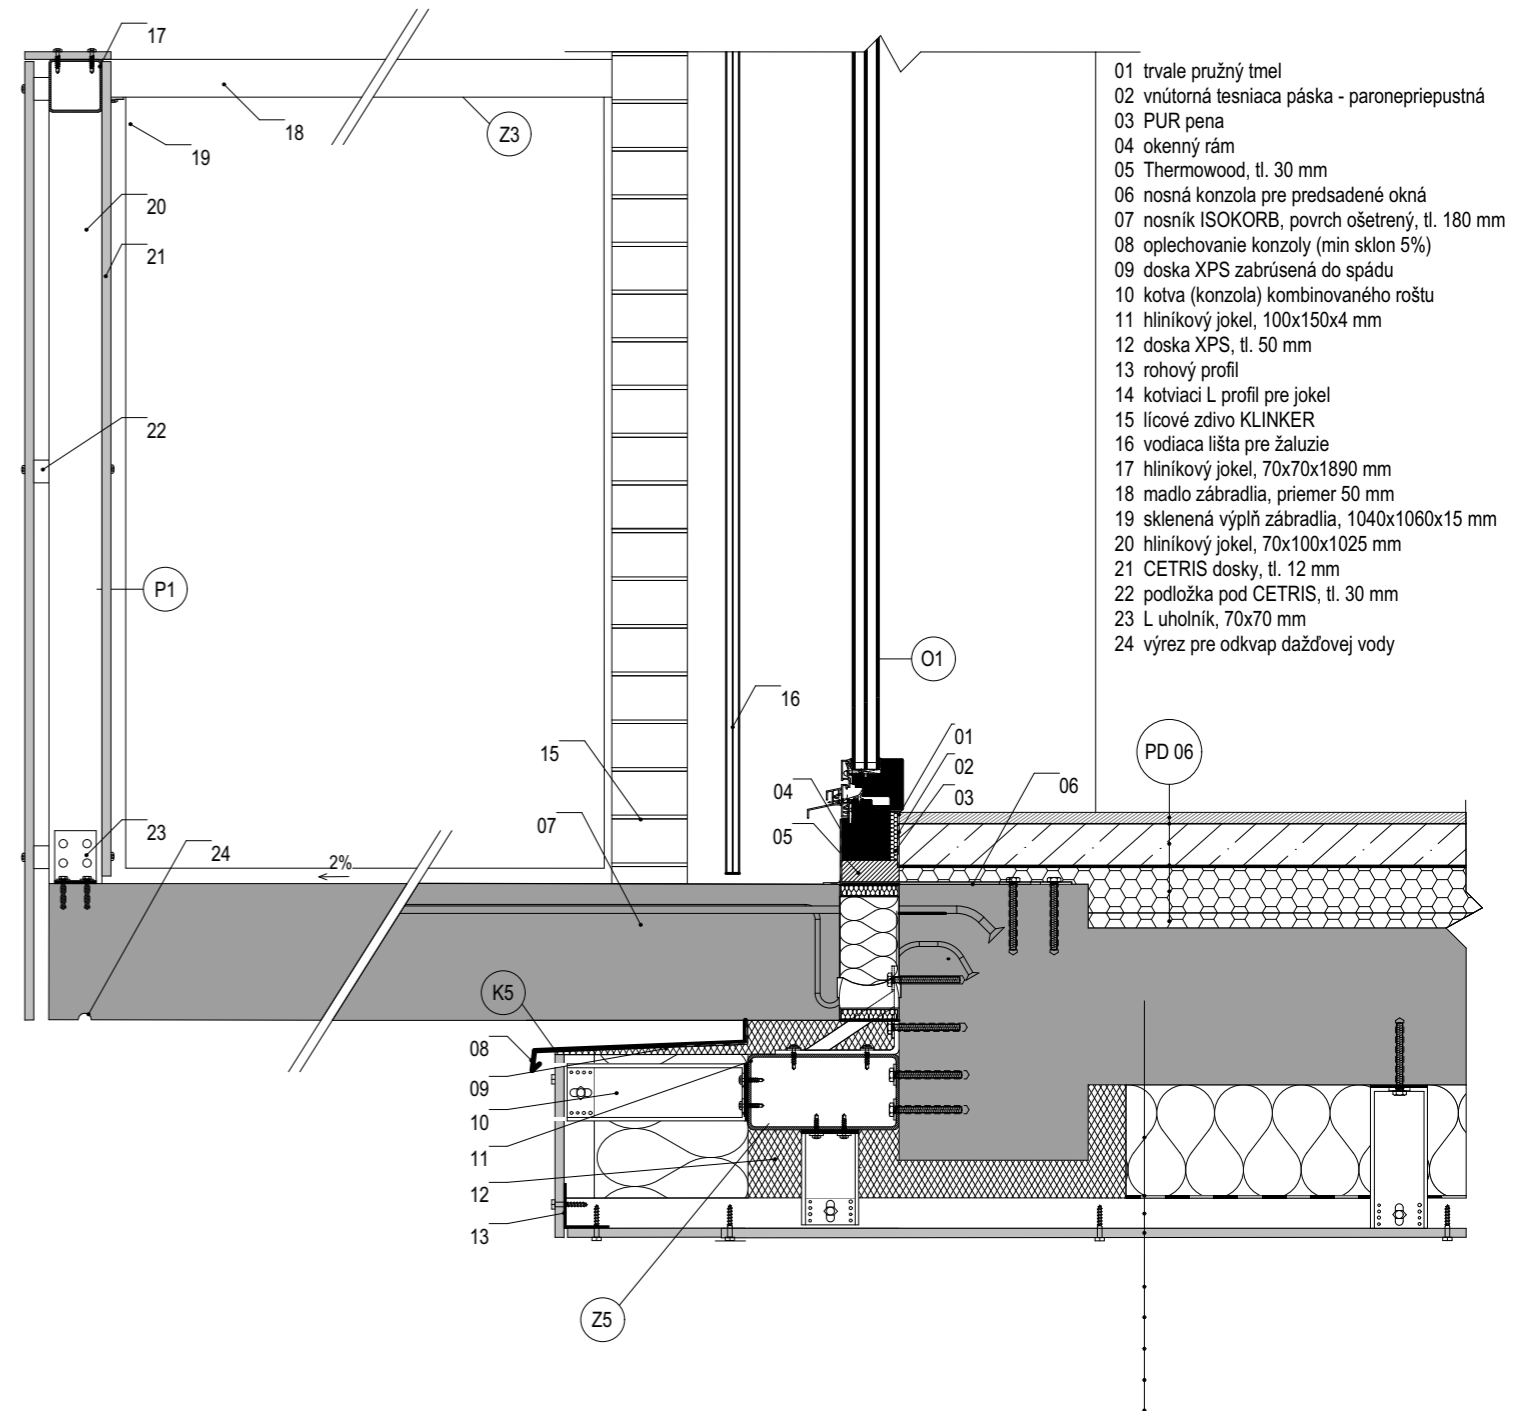 01 trvale pružný tmel
02 vnútorná tesniaca páska - paronepriepustná
03 PUR pena
04 okenný rám
05 Thermowood, tl. 30 mm
06 nosná konzola pre predsadené okná
07 nosník ISOKORB, povrch ošetrený, tl. 180 mm
08 oplechovanie konzoly (min sklon 5%)
09 doska XPS zabrúsená do spádu
10 kotva (konzola) kombinovaného roštu
11 hliníkový jokel, 100x150x4 mm
12 doska XPS, tl. 50 mm
13 rohový profil
14 kotviaci L profil pre jokel
15 lícové zdivo KLINKER
16 vodiaca lišta pre žaluzie
17 hliníkový jokel, 70x70x1890 mm
18 madlo zábradlia, priemer 50 mm
19 sklenená výplň zábradlia, 1040x1060x15 mm
20 hliníkový jokel, 70x100x1025 mm
21 CETRIS dosky, tl. 12 mm
22 podložka pod CETRIS, tl. 30 mm
23 L uholník, 70x70 mm
24 výrez pre odkvap dažďovej vody
17
18
Z3
19
20
21
22
P1
O1
16
15
01
02
03
04
05
06
PD 06
07
23
24
2%
K5
08
09
10
11
12
13
Z5